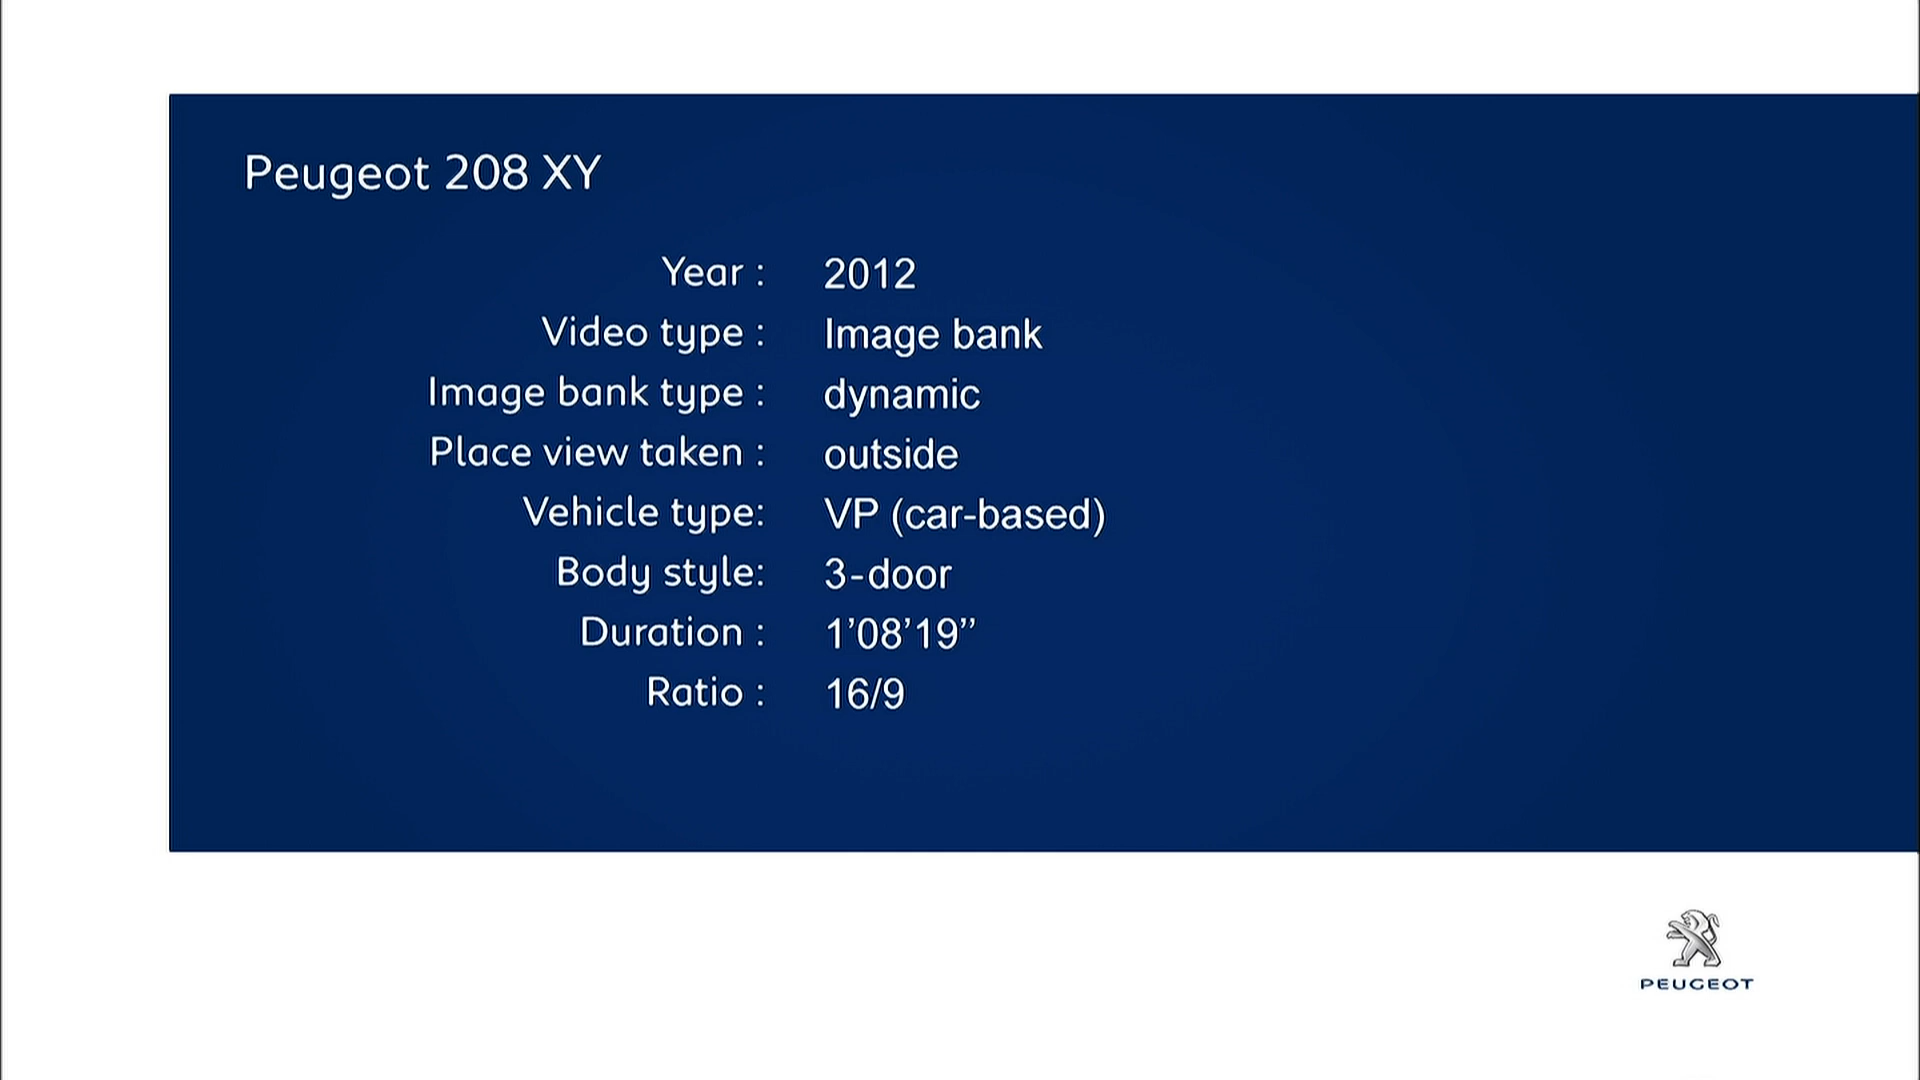 Peugeot 208 XY
Year : 2012
Video type : Image bank
Image bank type : dynamic
Place view taken : outside
Vehicle type: VP (car-based)
Body style: 3-door
Duration : 1’08’19’’
Ratio : 16/9
PEUGEOT